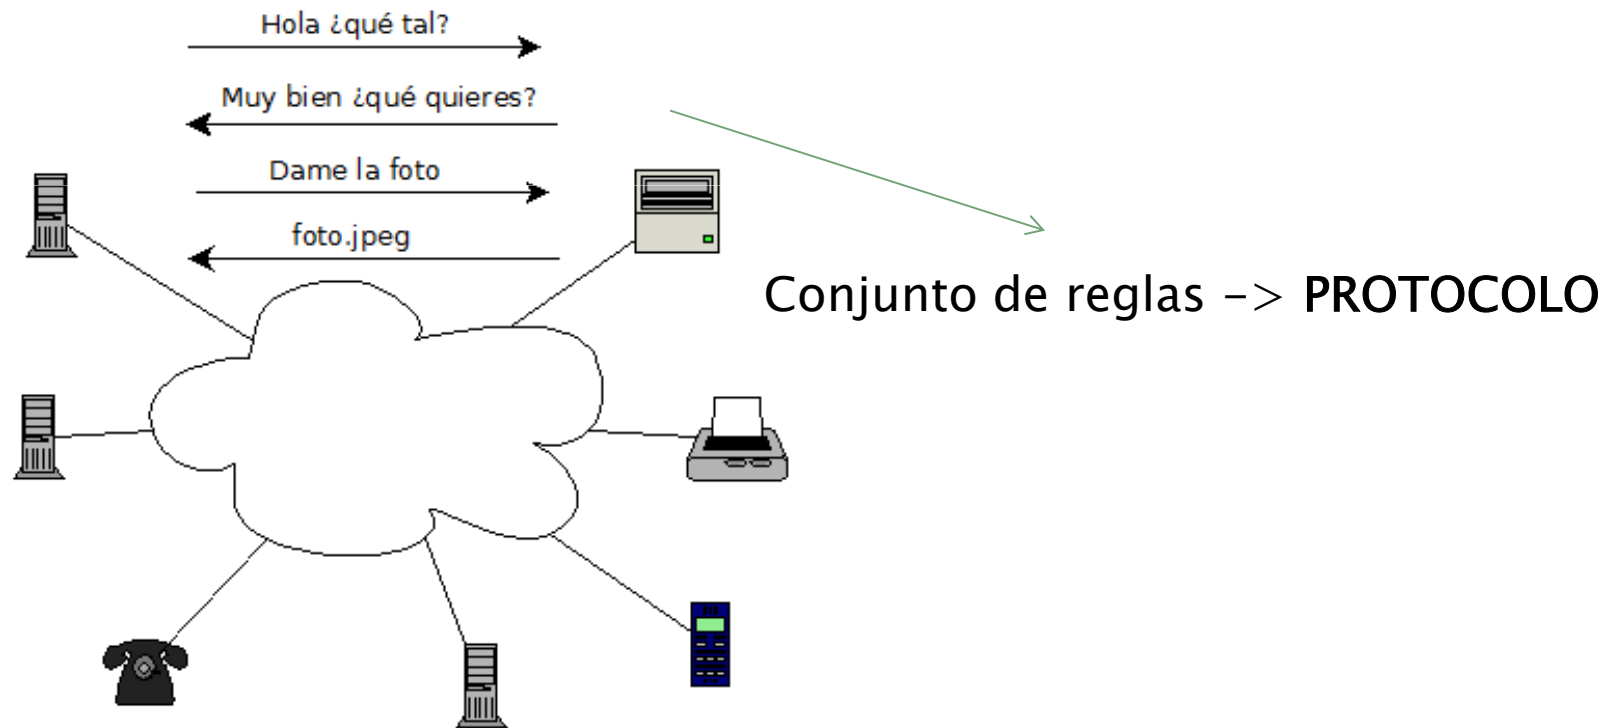 Hola ¿qué tal?
Muy bien ¿qué quieres?
Dame la foto
foto.jpeg
Conjunto de reglas -> PROTOCOLO